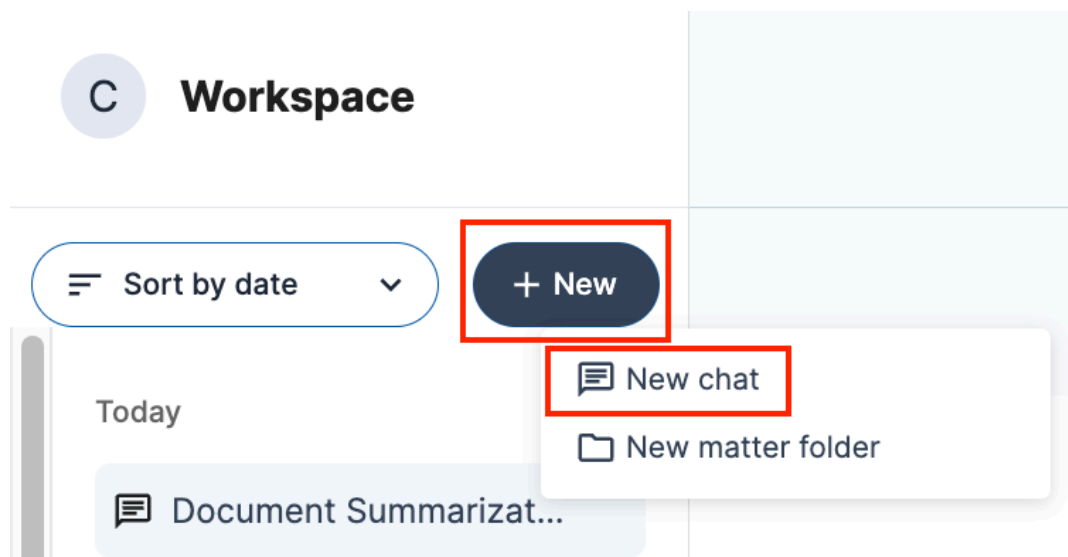 C Workspace
Sort by date + New
New chat
Today
New matter folder
Document Summarizat...